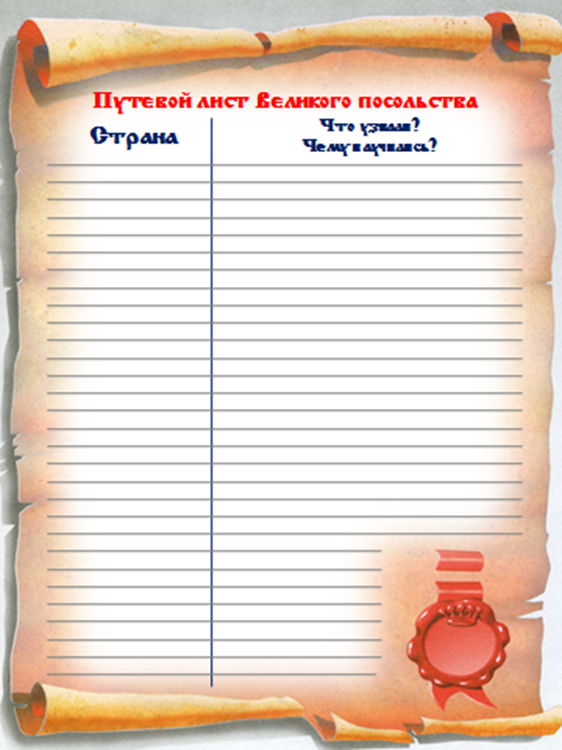 Путевой лист Великого посольства
Страна
Что узнали?
Чему научились?